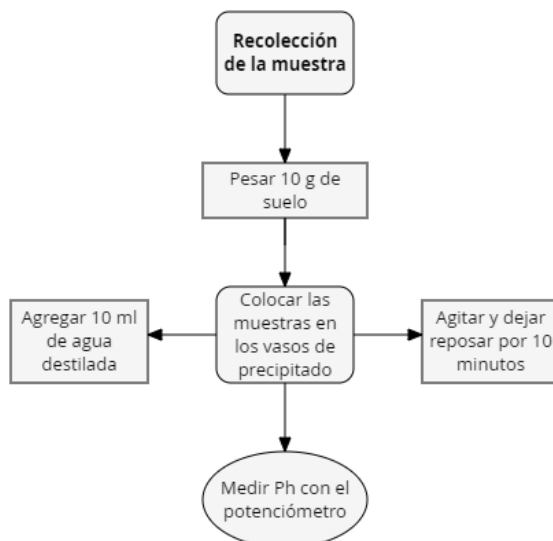 Recolección
de la muestra
Pesar 10 g de
suelo
Agregar 10 ml
de agua
destilada
Colocar las
muestras en
los vasos de
precipitado
Agitar y dejar
reposar por 10
minutos
Medir Ph con el
potenciómetro